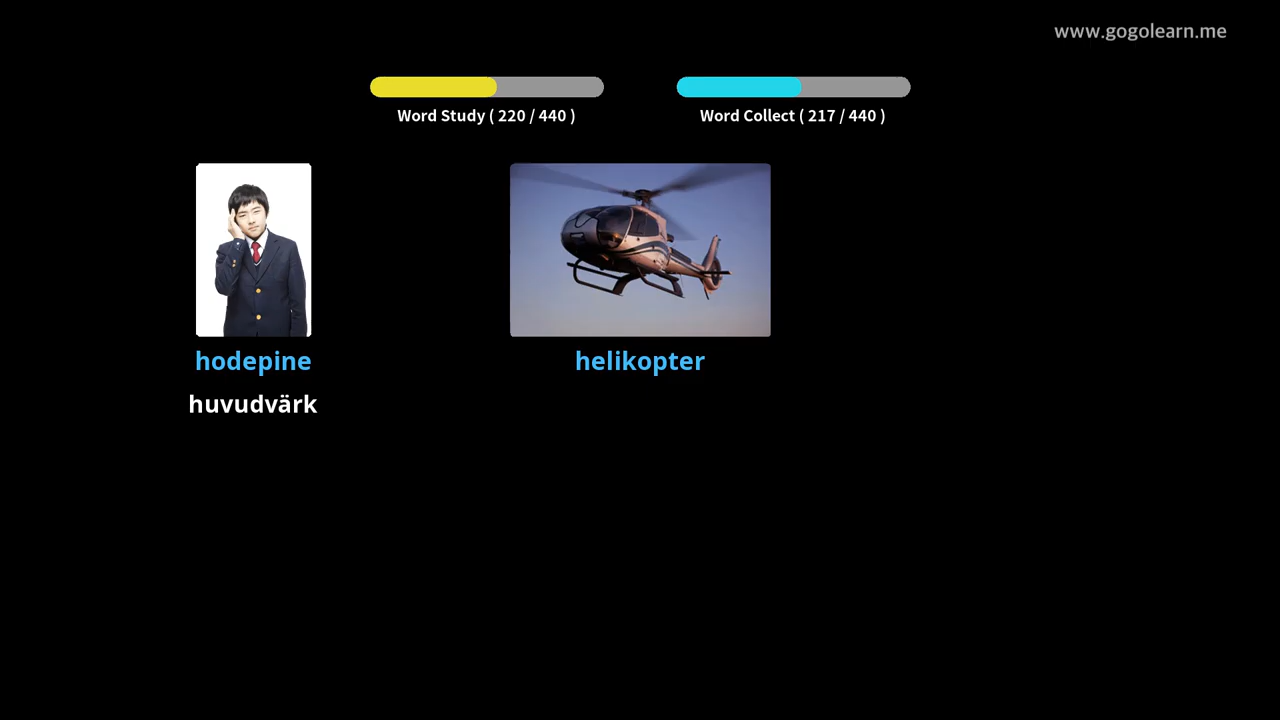 www.gogolearn.me
Word Study ( 220 / 440 )
Word Collect ( 217 / 440 )
hodepine
helikopter
huvudvärk